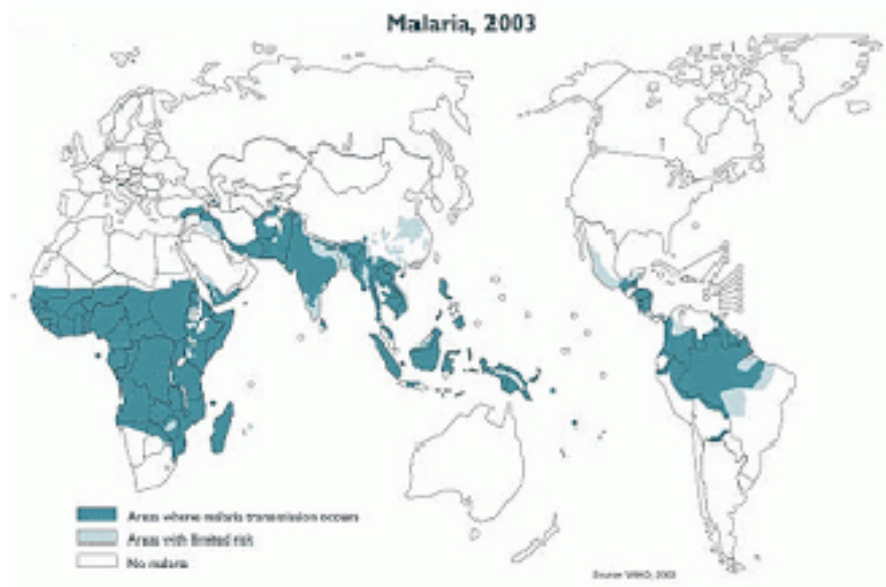 Malaria, 2003
Areas where malaria transmission occurs
Areas with limited risk
No malaria
Source: WHO, 2003